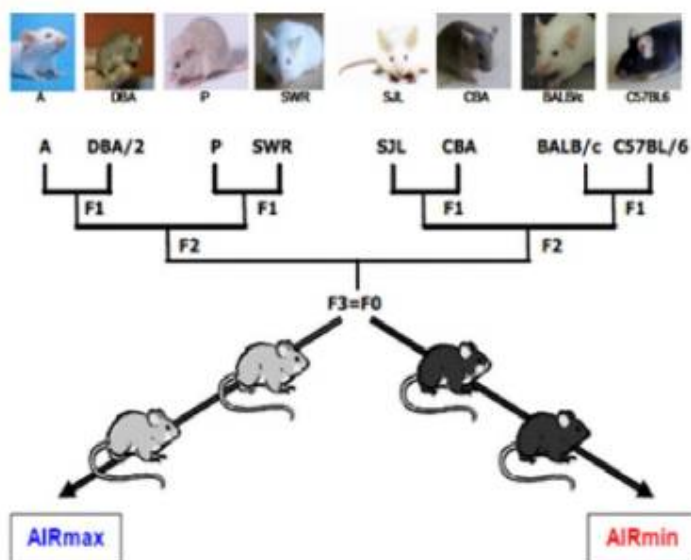 A DBA P SWR SJL CBA BALB/c C57BL6
A DBA/2 P SWR SJL CBA BALB/c C57BL/6
F1 F1 F1 F1
F2 F2
F3=F0
AIRmax AIRmin